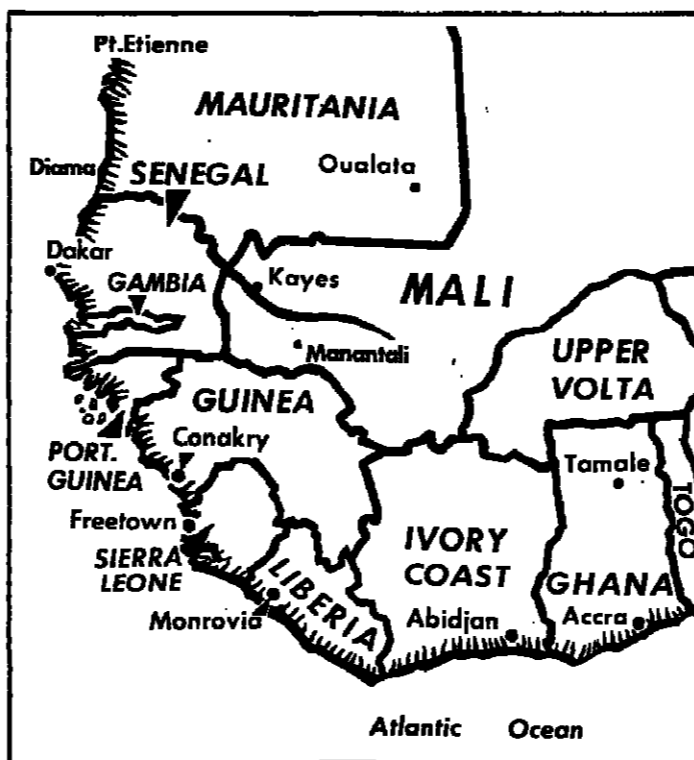 Pt. Etienne
MAURITANIA
Diama
SENEGAL
Oualata
Dakar
GAMBIA
Kayes
MALI
Manantali
UPPER
VOLTA
GUINEA
PORT.
GUINEA
Conakry
Tamale
TOGO
Freetown
SIERRA
LEONE
LIBERIA
IVORY
COAST
GHANA
Monrovia
Abidjan
Accra
Atlantic Ocean